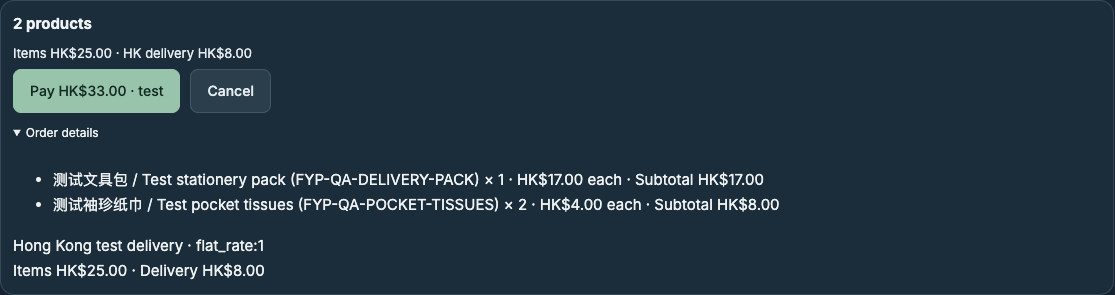 2 products
Items HK$25.00 · HK delivery HK$8.00
Pay HK$33.00 · test
Cancel
▼ Order details
• 测试文具包 / Test stationery pack (FYP-QA-DELIVERY-PACK) × 1 · HK$17.00 each · Subtotal HK$17.00
• 测试袖珍纸巾 / Test pocket tissues (FYP-QA-POCKET-TISSUES) × 2 · HK$4.00 each · Subtotal HK$8.00
Hong Kong test delivery · flat_rate:1
Items HK$25.00 · Delivery HK$8.00